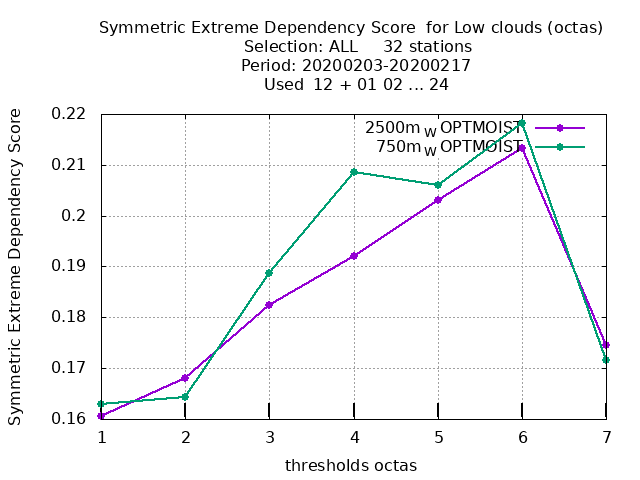 Symmetric Extreme Dependency Score  for Low clouds (octas)
Selection: ALL     32 stations
Period: 20200203-20200217
Used  12 + 01 02 ... 24
Symmetric Extreme Dependency Score
0.22
0.21
0.2
0.19
0.18
0.17
0.16
2500m W OPTMOIST
750m W OPTMOIST
1 2 3 4 5 6 7
thresholds octas